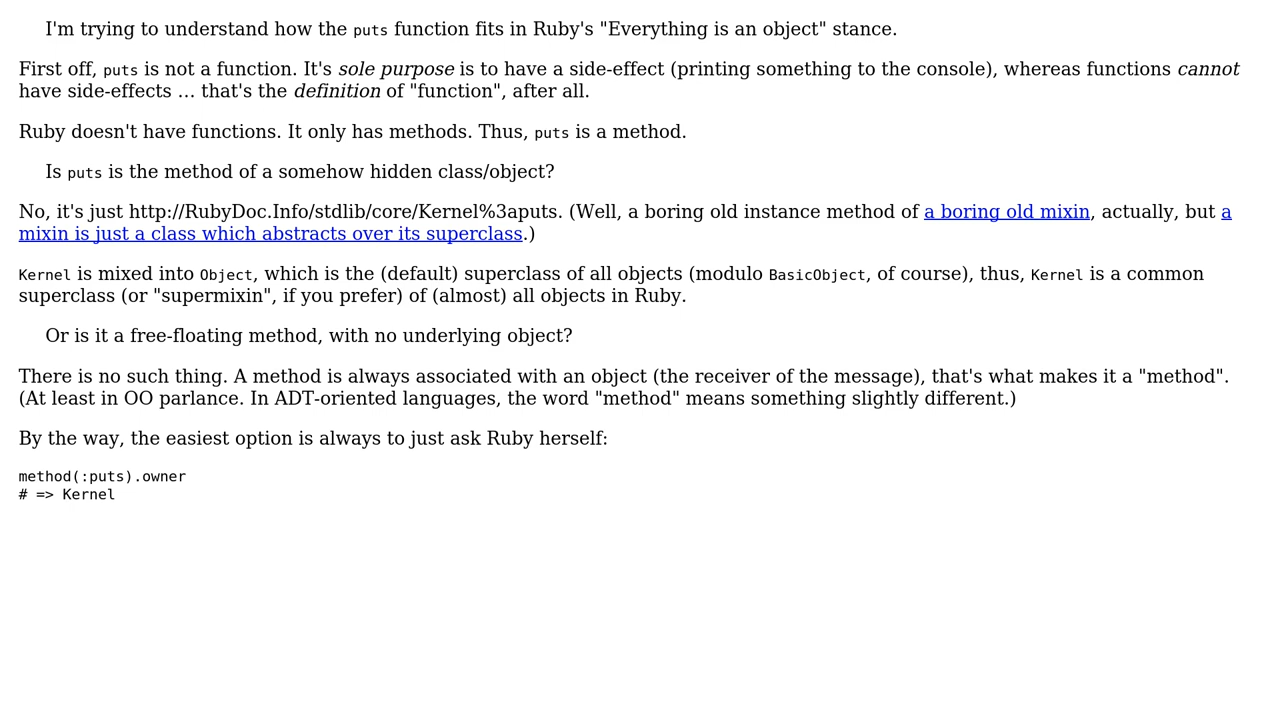 I'm trying to understand how the puts function fits in Ruby's "Everything is an object" stance.
First off, puts is not a function. It's sole purpose is to have a side-effect (printing something to the console), whereas functions cannot
have side-effects … that's the definition of "function", after all.
Ruby doesn't have functions. It only has methods. Thus, puts is a method.
Is puts is the method of a somehow hidden class/object?
No, it's just http://RubyDoc.Info/stdlib/core/Kernel%3aputs. (Well, a boring old instance method of a boring old mixin, actually, but a
mixin is just a class which abstracts over its superclass.)
Kernel is mixed into Object, which is the (default) superclass of all objects (modulo BasicObject, of course), thus, Kernel is a common
superclass (or "supermixin", if you prefer) of (almost) all objects in Ruby.
Or is it a free-floating method, with no underlying object?
There is no such thing. A method is always associated with an object (the receiver of the message), that's what makes it a "method".
(At least in OO parlance. In ADT-oriented languages, the word "method" means something slightly different.)
By the way, the easiest option is always to just ask Ruby herself:
method(:puts).owner
# => Kernel